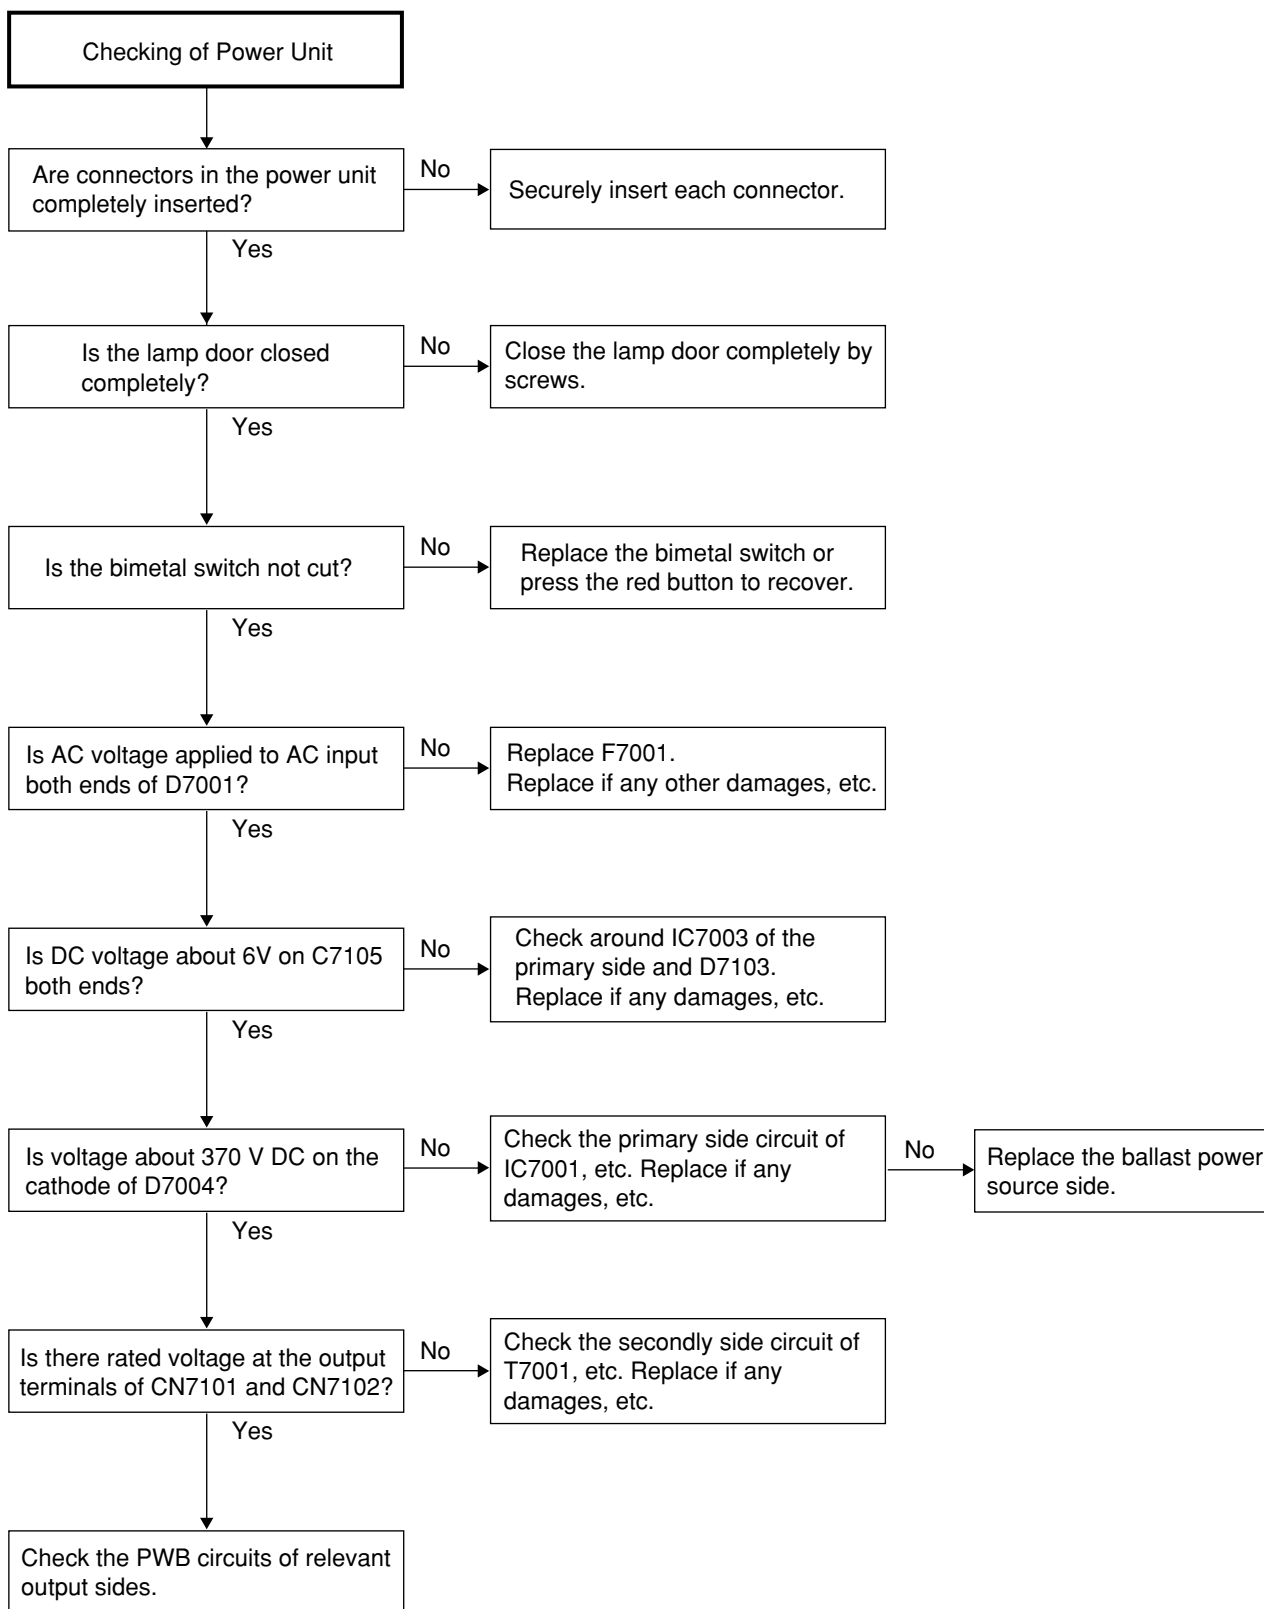 Checking of Power Unit
Are connectors in the power unit
completely inserted?
No
Securely insert each connector.
Yes
Is the lamp door closed
completely?
No
Close the lamp door completely by
screws.
Yes
Is the bimetal switch not cut?
No
Replace the bimetal switch or
press the red button to recover.
Yes
Is AC voltage applied to AC input
both ends of D7001?
No
Replace F7001.
Replace if any other damages, etc.
Yes
Is DC voltage about 6V on C7105
both ends?
No
Check around IC7003 of the
primary side and D7103.
Replace if any damages, etc.
Yes
Is voltage about 370 V DC on the
cathode of D7004?
No
Check the primary side circuit of
IC7001, etc. Replace if any
damages, etc.
No
Replace the ballast power
source side.
Yes
Is there rated voltage at the output
terminals of CN7101 and CN7102?
No
Check the secondly side circuit of
T7001, etc. Replace if any
damages, etc.
Yes
Check the PWB circuits of relevant
output sides.